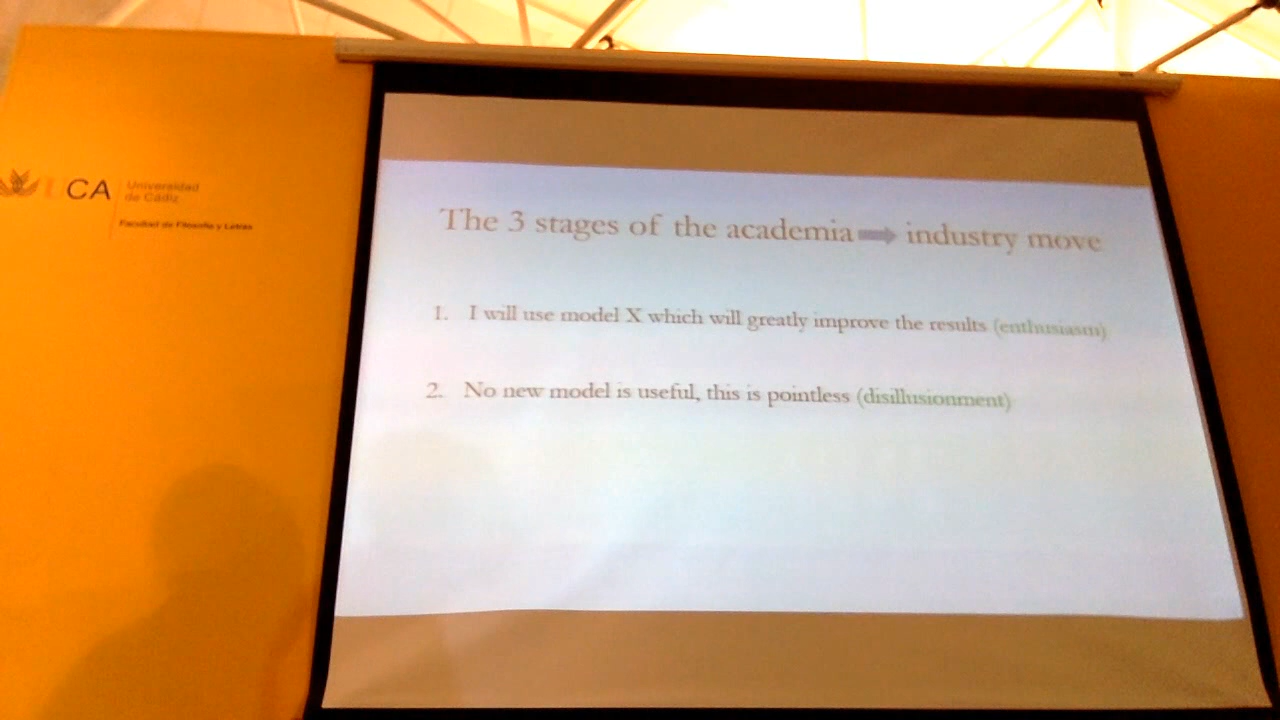 UCA
Universidad
de Cádiz
Facultad de Filosofía y Letras
The 3 stages of the academia ➡ industry move
1. I will use model X which will greatly improve the results (enthusiasm)
2. No new model is useful, this is pointless (disillusionment)